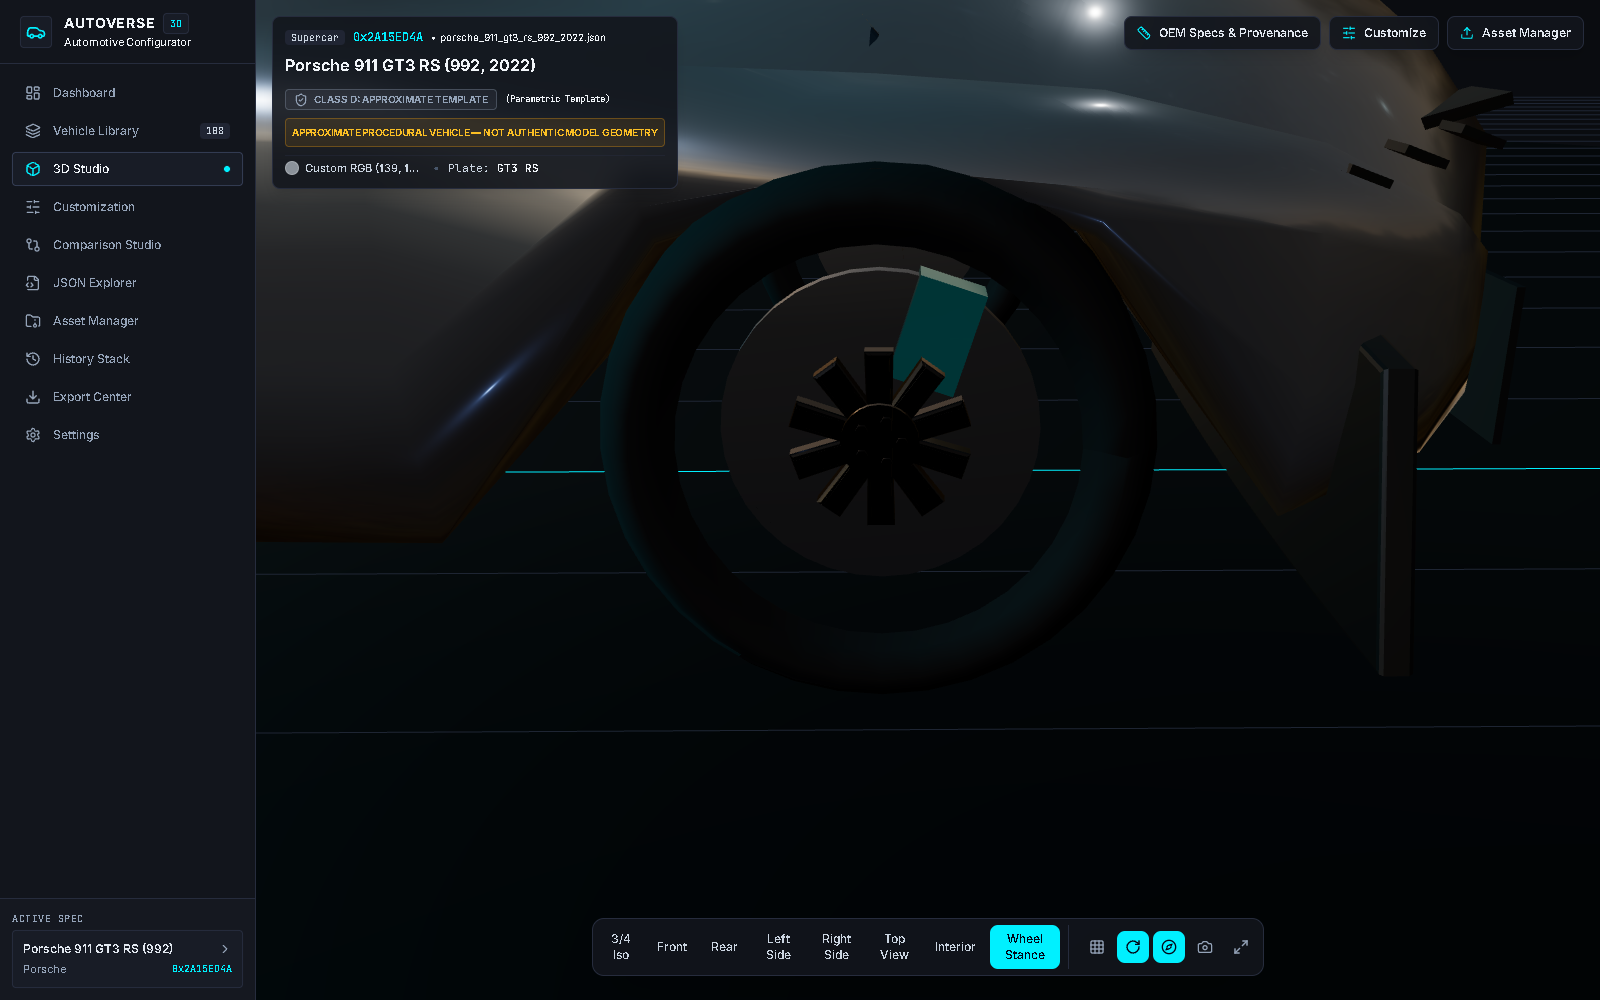 AUTOVERSE 3D
Automotive Configurator
Dashboard
Vehicle Library 188
3D Studio
Customization
Comparison Studio
JSON Explorer
Asset Manager
History Stack
Export Center
Settings
ACTIVE SPEC
Porsche 911 GT3 RS (992)
Porsche 0x2A15ED4A
Supercar 0x2A15ED4A • porsche_911_gt3_rs_992_2022.json
Porsche 911 GT3 RS (992, 2022)
CLASS D: APPROXIMATE TEMPLATE (Parametric Template)
APPROXIMATE PROCEDURAL VEHICLE — NOT AUTHENTIC MODEL GEOMETRY
Custom RGB (139, 1... • Plate: GT3 RS
OEM Specs & Provenance
Customize
Asset Manager
3/4 Iso
Front
Rear
Left Side
Right Side
Top View
Interior
Wheel Stance